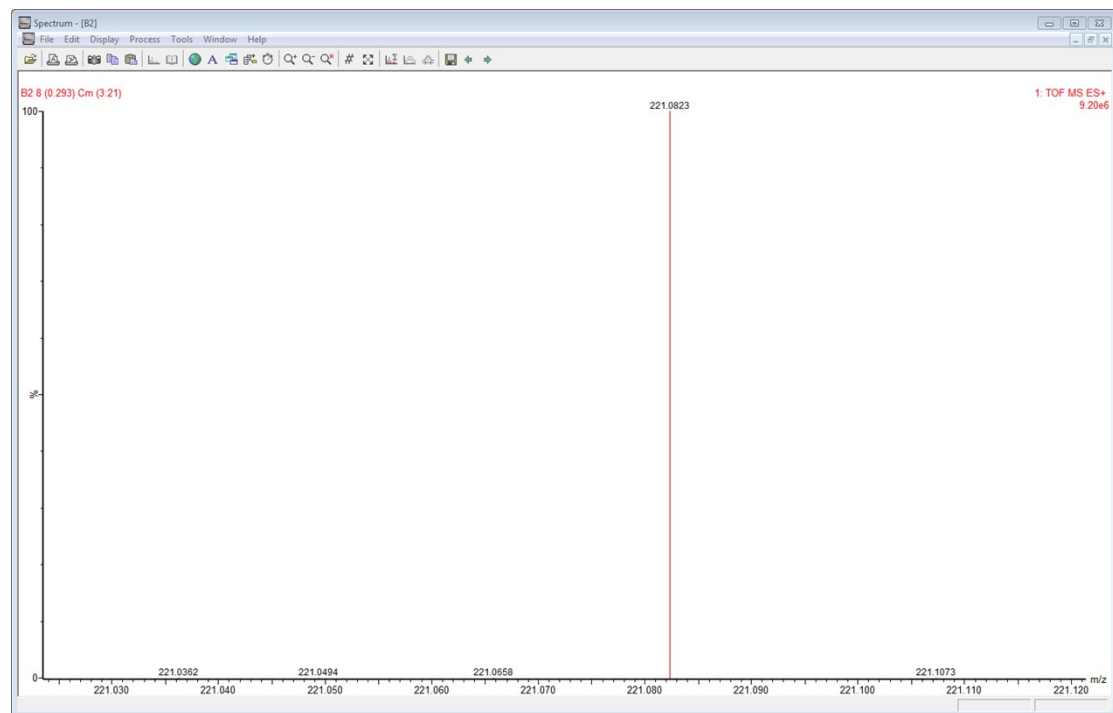 Spectrum - [B2]
File Edit Display Process Tools Window Help
B2 8 (0.293) Cm (3:21)
1: TOF MS ES+
9.20e6
221.0823
100
%
0
221.0362
221.0494
221.0658
221.1073
221.030 221.040 221.050 221.060 221.070 221.080 221.090 221.100 221.110 221.120
m/z